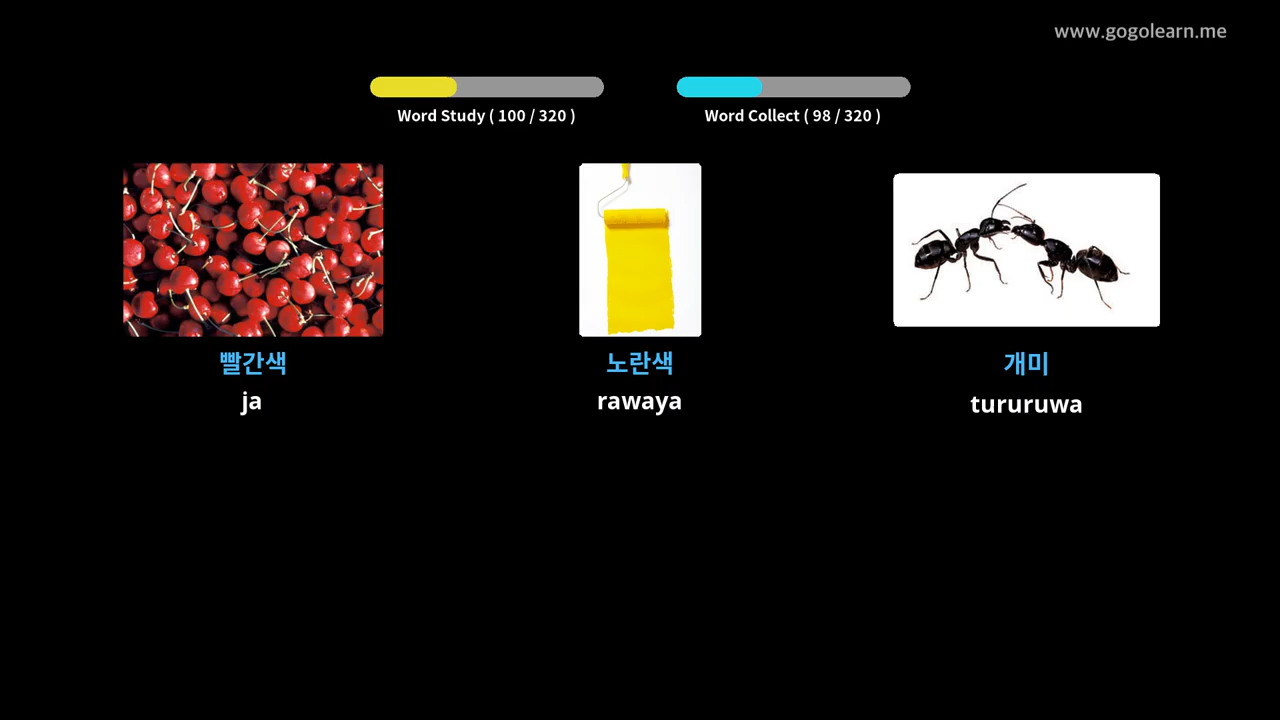 www.gogolearn.me
Word Study ( 100 / 320 )
Word Collect ( 98 / 320 )
빨간색
노란색
개미
ja
rawaya
tururuwa